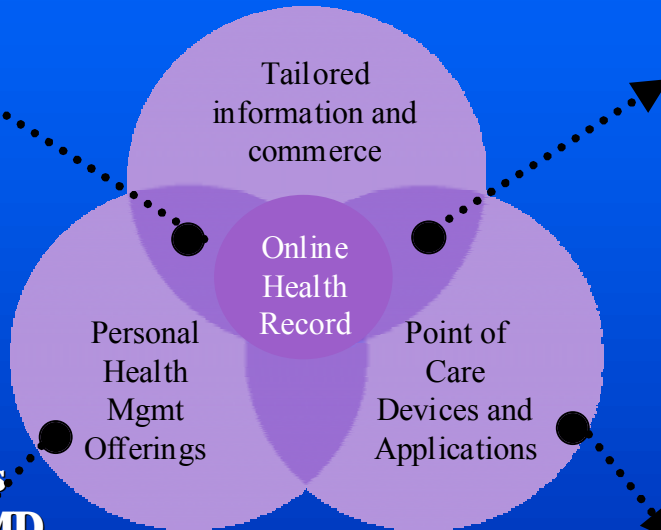 Tailored
information and
commerce
Online
Health
Record
Personal
Health
Mgmt
Offerings
Point of
Care
Devices and
Applications